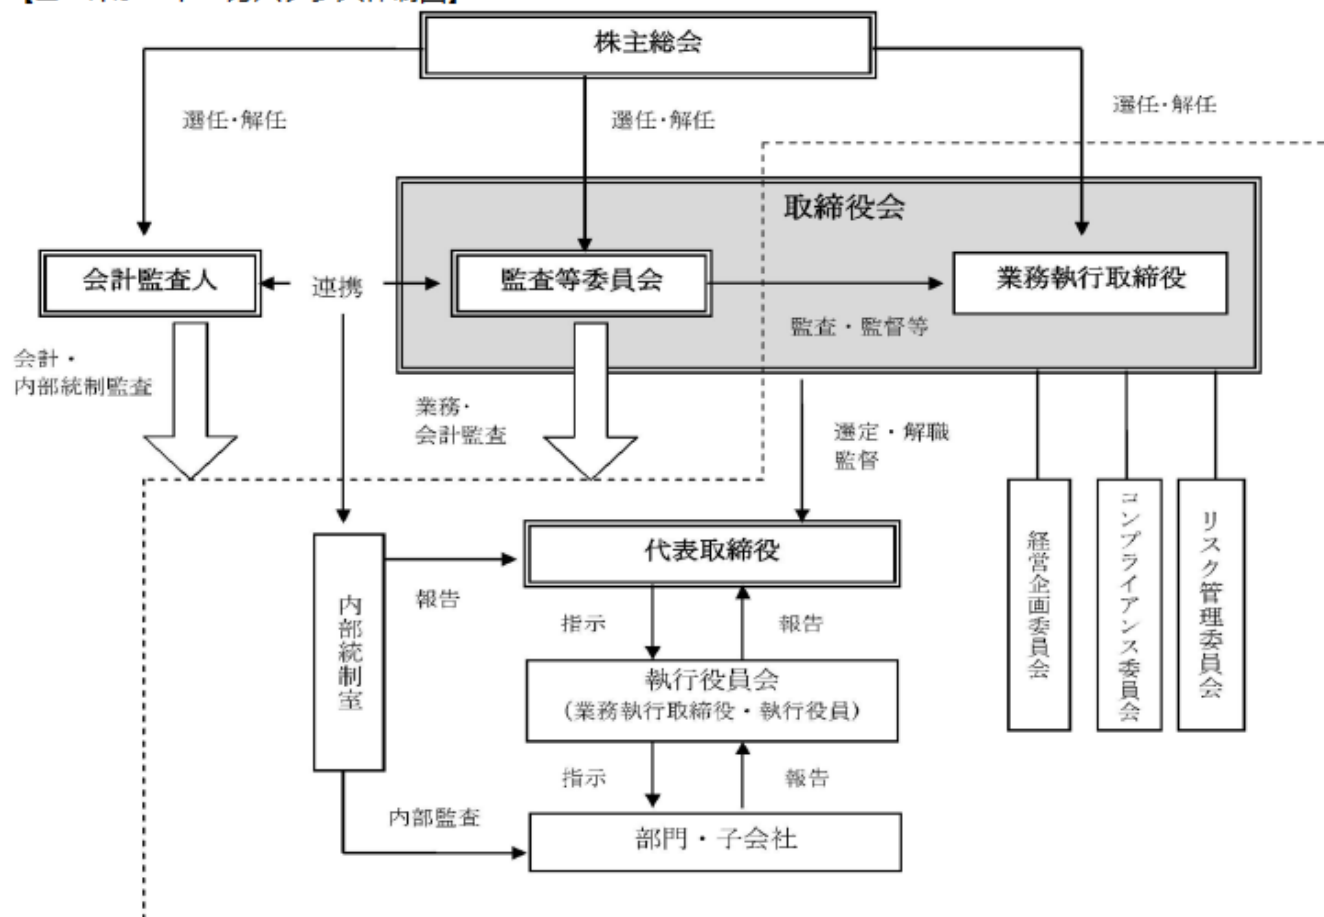 株主総会
選任・解任
選任・解任
選任・解任
取締役会
会計監査人
連携
監査等委員会
業務執行取締役
監査・監督等
会計・
内部統制監査
業務・
会計監査
選定・解職
監督
代表取締役
報告
指示
報告
内部統制室
執行役員会
（業務執行取締役・執行役員）
指示
報告
内部監査
部門・子会社
経営企画委員会
コンプライアンス委員会
リスク管理委員会